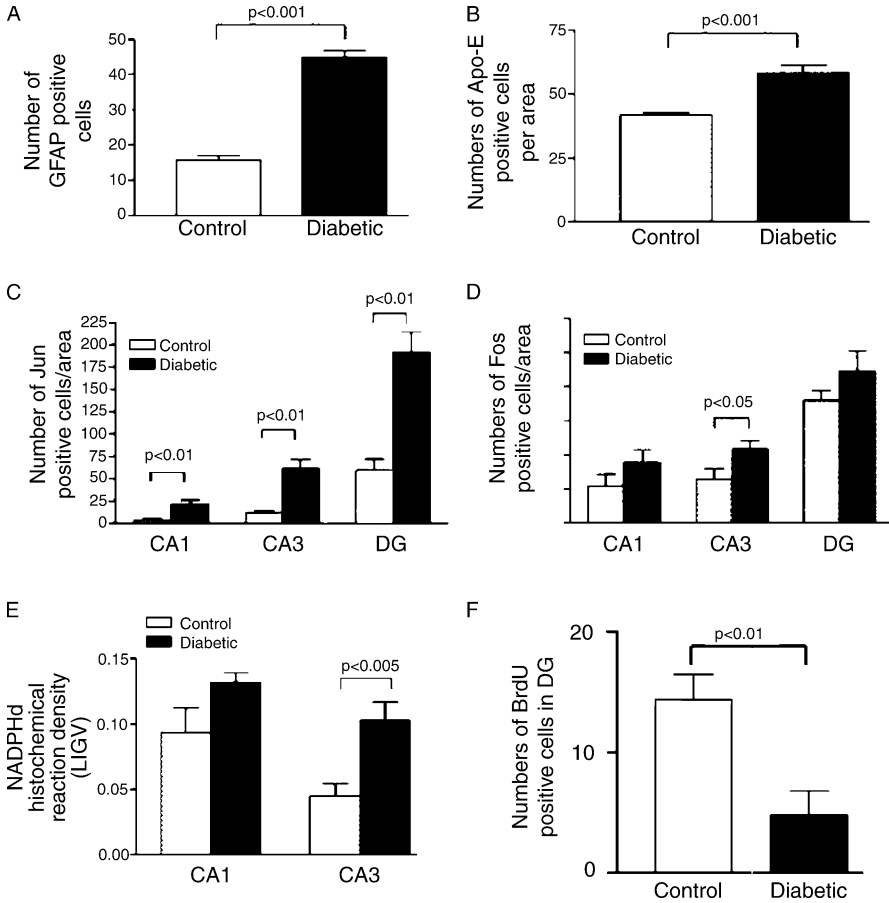 A
p<0.001
Number of
GFAP positive
cells
50
40
30
20
10
0
Control
Diabetic
B
p<0.001
Numbers of Apo-E
positive cells
per area
75
50
25
0
Control
Diabetic
C
p<0.01
Number of Jun
positive cells/area
225
200
175
150
125
100
75
50
25
0
Control
Diabetic
p<0.01
p<0.01
CA1
CA3
DG
D
Numbers of Fos
positive cells/area
Control
Diabetic
p<0.05
CA1
CA3
DG
E
Control
Diabetic
NADPHd
histochemical
reaction density
(LIGV)
0.15
0.10
0.05
0.00
p<0.005
CA1
CA3
F
p<0.01
Numbers of BrdU
positive cells in DG
20
10
0
Control
Diabetic